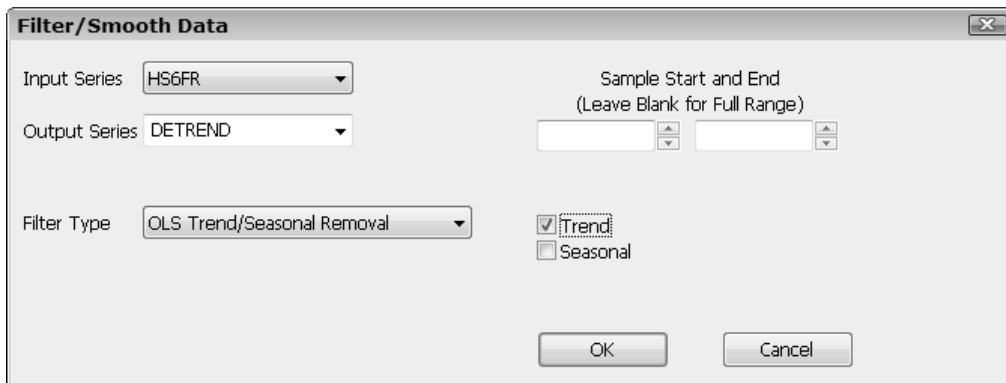 Filter/Smooth Data
Input Series HS6FR
Output Series DETREND
Sample Start and End
(Leave Blank for Full Range)
Filter Type OLS Trend/Seasonal Removal
Trend
Seasonal
OK Cancel